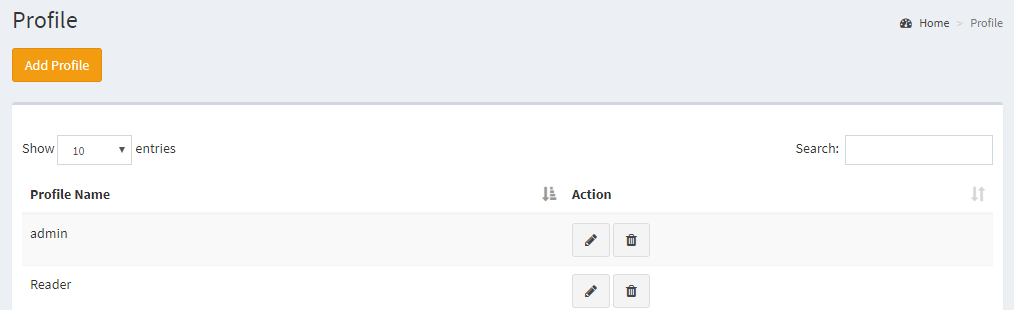 Profile
Home > Profile
Add Profile
Show 10 entries
Search:
Profile Name Action
admin
Reader